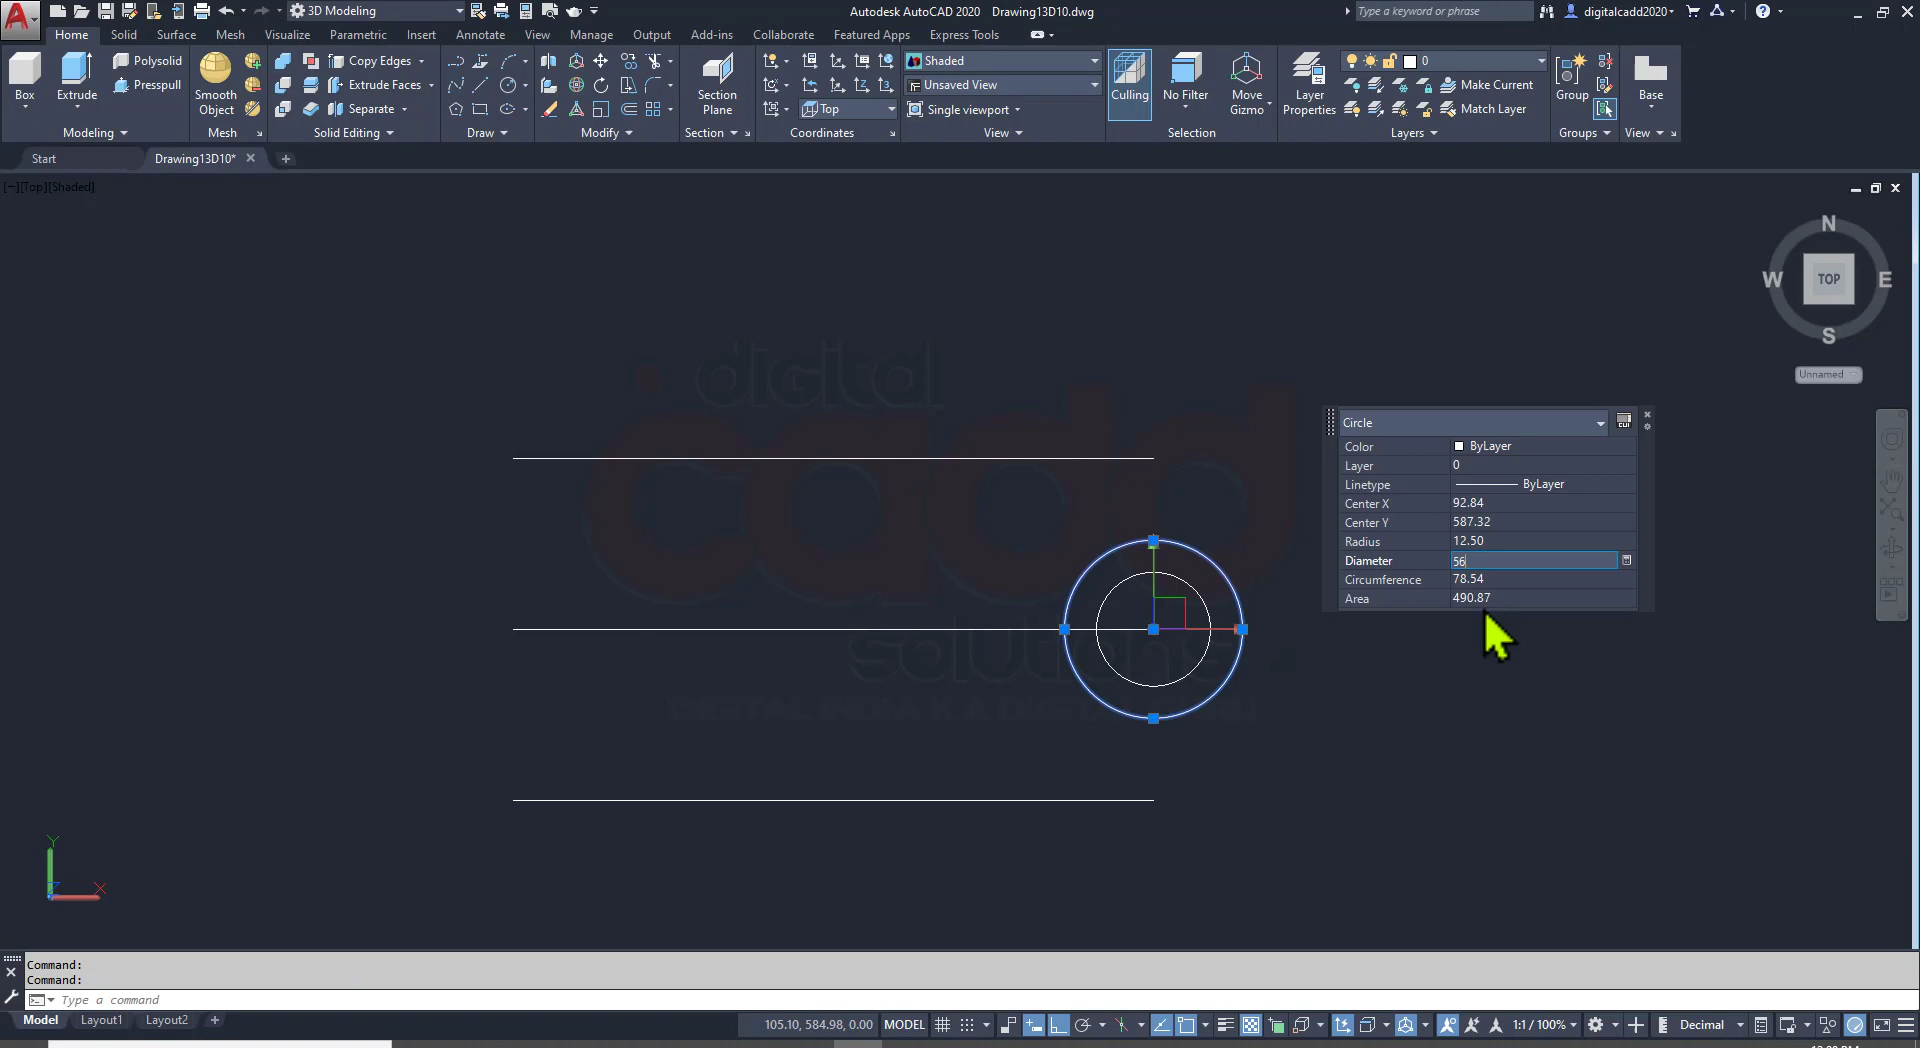 3D Modeling
Autodesk AutoCAD 2020 Drawing13D10.dwg
Type a keyword or phrase
digitalcadd2020
Home Solid Surface Mesh Visualize Parametric Insert Annotate View Manage Output Add-ins Collaborate Featured Apps Express Tools
Box
Extrude
Polysolid
Presspull
Modeling
Smooth
Object
Mesh
Copy Edges
Extrude Faces
Separate
Solid Editing
Draw
Modify
Section
Plane
Section
Top
Coordinates
Shaded
Unsaved View
Single viewport
View
Culling
No Filter
Move
Gizmo
Selection
Layer
Properties
0
Make Current
Match Layer
Layers
Group
Groups
Base
View
Start
Drawing13D10*
[−][Top][Shaded]
N
W TOP E
S
Unnamed
digital
cadd
solutions
Circle
Color ByLayer
Layer 0
Linetype ByLayer
Center X 92.84
Center Y 587.32
Radius 12.50
Diameter 56
Circumference 78.54
Area 490.87
Y
X
Z
Command:
Command:
Type a command
Model Layout1 Layout2
105.10, 584.98, 0.00 MODEL
1:1 / 100%
Decimal